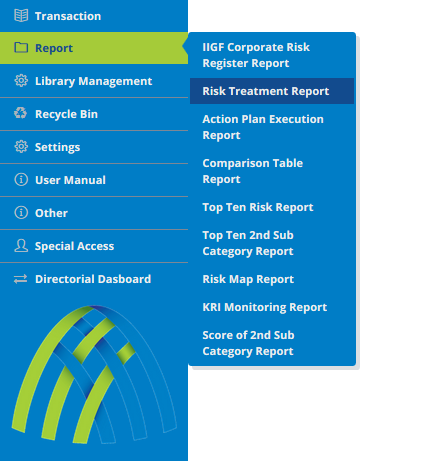 Transaction
Report
Library Management
Recycle Bin
Settings
User Manual
Other
Special Access
Directorial Dasboard
IIGF Corporate Risk
Register Report
Risk Treatment Report
Action Plan Execution
Report
Comparison Table
Report
Top Ten Risk Report
Top Ten 2nd Sub
Category Report
Risk Map Report
KRI Monitoring Report
Score of 2nd Sub
Category Report